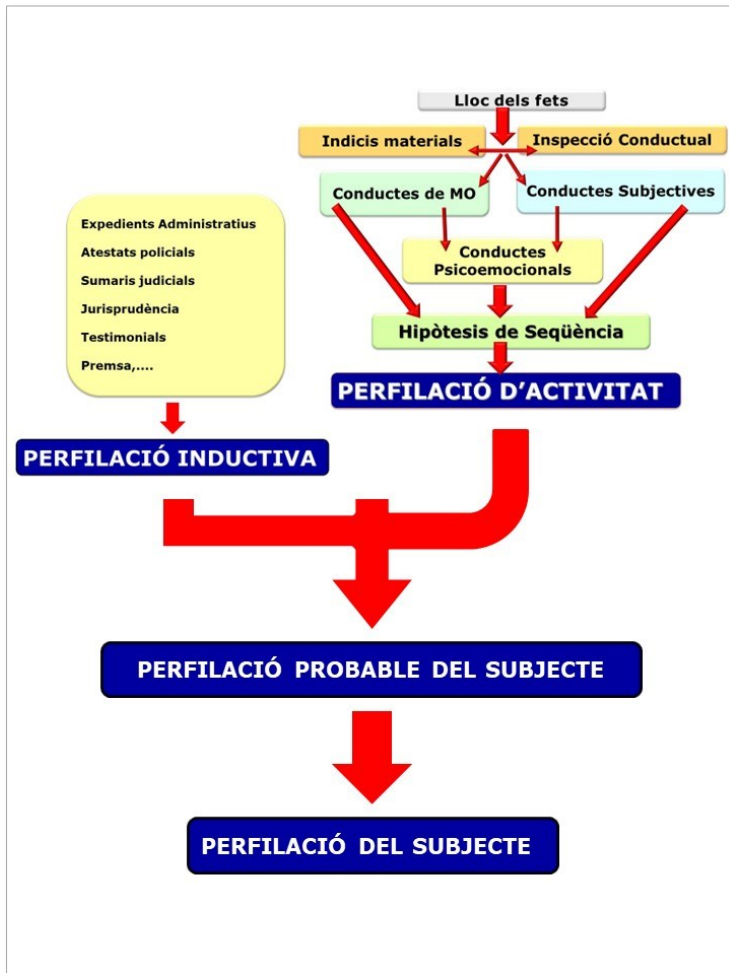 Lloc dels fets
Indicis materials
Inspecció Conductual
Conductes de MO
Conductes Subjectives
Conductes
Psicoemocionals
Hipòtesis de Seqüència
PERFILACIÓ D’ACTIVITAT
Expedients Administratius
Atestats policials
Sumaris judicials
Jurisprudència
Testimonials
Premsa,....
PERFILACIÓ INDUCTIVA
PERFILACIÓ PROBABLE DEL SUBJECTE
PERFILACIÓ DEL SUBJECTE